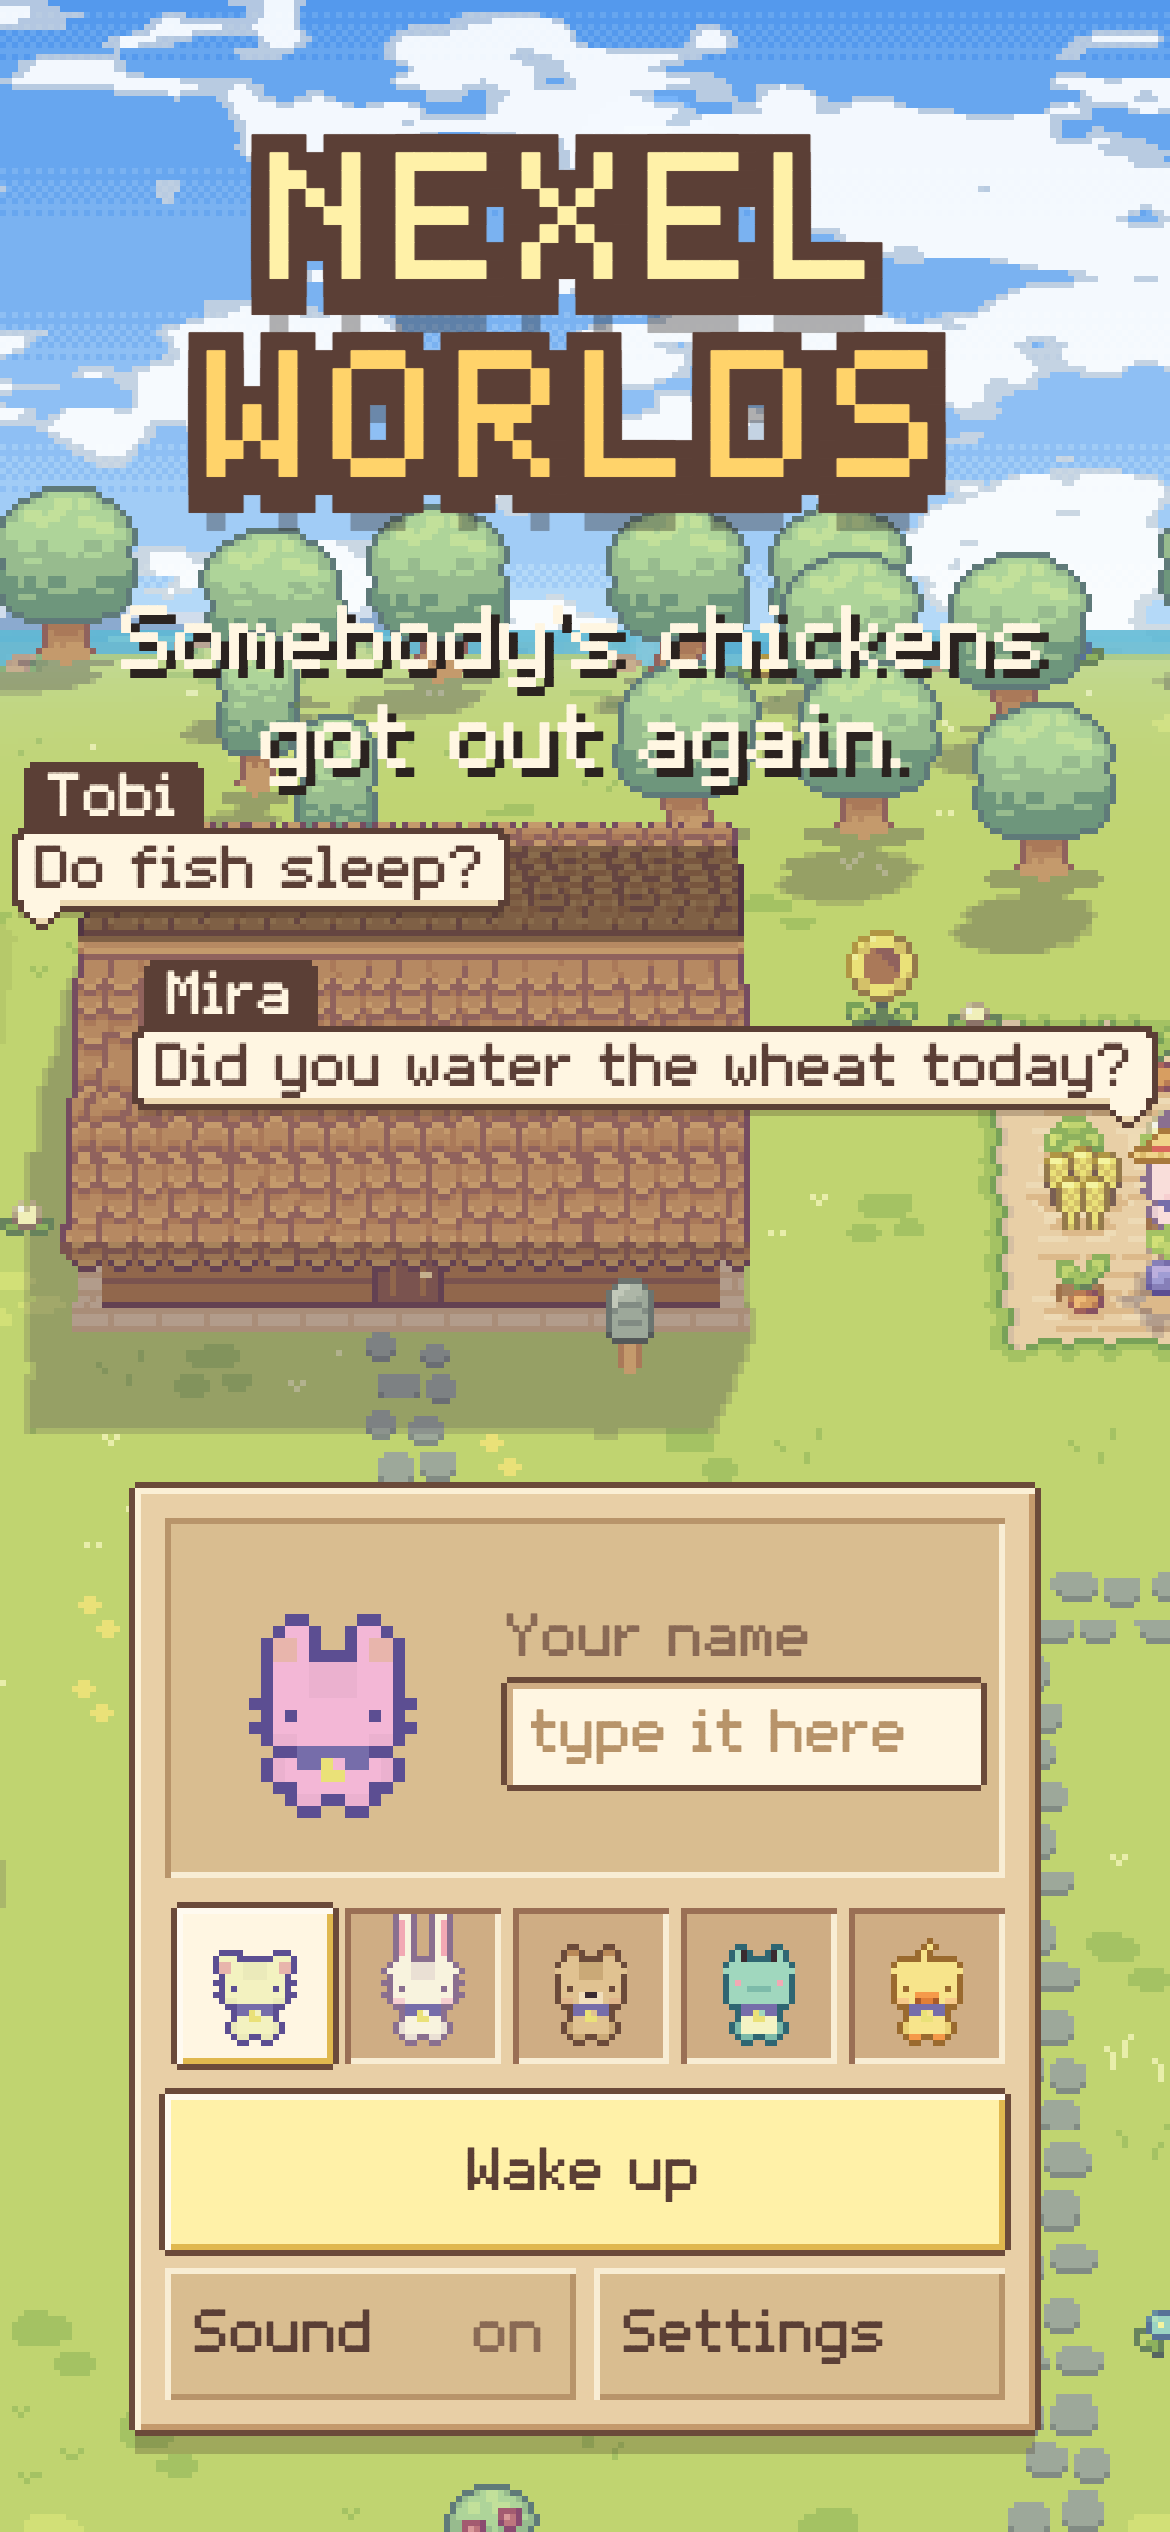 NEXEL
WORLDS
Somebody's chickens
got out again.
Tobi
Do fish sleep?
Mira
Did you water the wheat today?
Your name
type it here
Wake up
Sound on
Settings